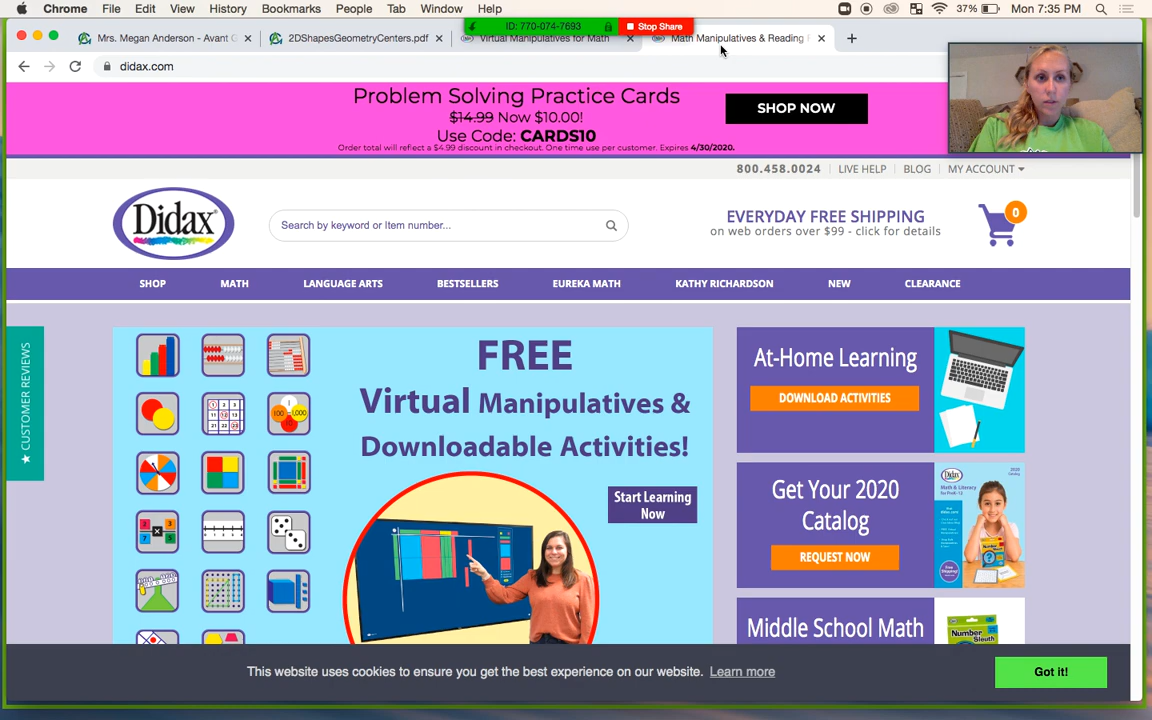 Chrome File Edit View History Bookmarks People Tab Window Help 37% Mon 7:35 PM
ID: 770-074-7693 Stop Share
Mrs. Megan Anderson - Avant G 2DShapesGeometryCenters.pdf Virtual Manipulatives for Math Math Manipulatives & Reading
didax.com
Problem Solving Practice Cards
$14.99 Now $10.00!
Use Code: CARDS10
Order total will reflect a $4.99 discount in checkout. One time use per customer. Expires 4/30/2020.
SHOP NOW
800.458.0024 LIVE HELP BLOG MY ACCOUNT
Didax
Search by keyword or Item number...
EVERYDAY FREE SHIPPING
on web orders over $99 - click for details
0
SHOP MATH LANGUAGE ARTS BESTSELLERS EUREKA MATH KATHY RICHARDSON NEW CLEARANCE
★ CUSTOMER REVIEWS
FREE
Virtual Manipulatives &
Downloadable Activities!
Start Learning
Now
At-Home Learning
DOWNLOAD ACTIVITIES
Get Your 2020
Catalog
REQUEST NOW
Middle School Math
Number
Sleuth
This website uses cookies to ensure you get the best experience on our website. Learn more
Got it!